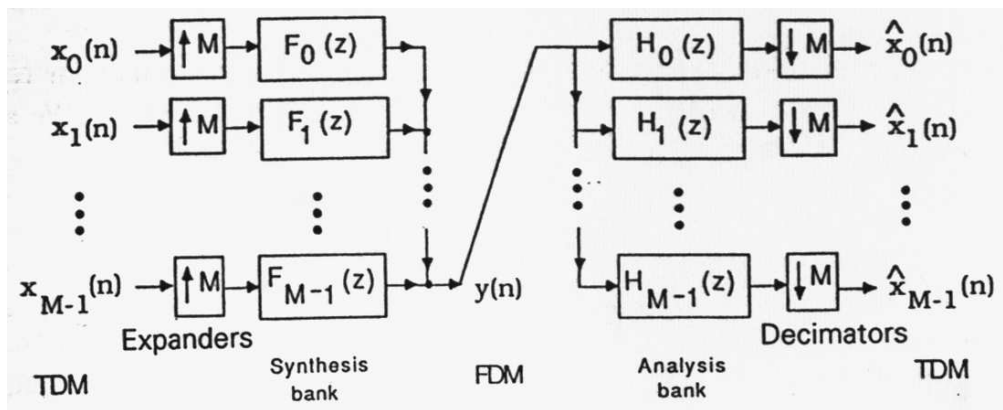 x0(n) ↑M F0(z) H0(z) ↓M x̂0(n)
x1(n) ↑M F1(z) H1(z) ↓M x̂1(n)
xM-1(n) ↑M FM-1(z) y(n) HM-1(z) ↓M x̂M-1(n)
Expanders Decimators
Synthesis bank
Analysis bank
TDM FDM TDM